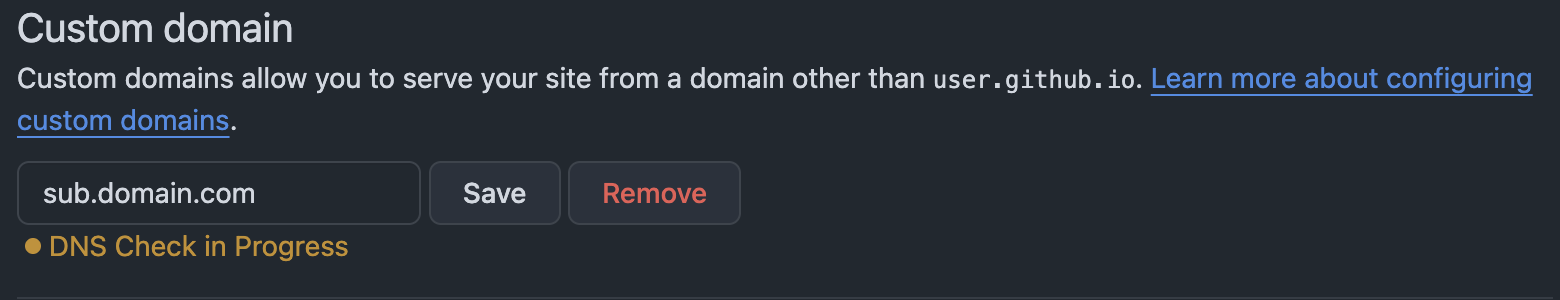 Custom domain
Custom domains allow you to serve your site from a domain other than user.github.io. Learn more about configuring
custom domains.
sub.domain.com Save Remove
DNS Check in Progress